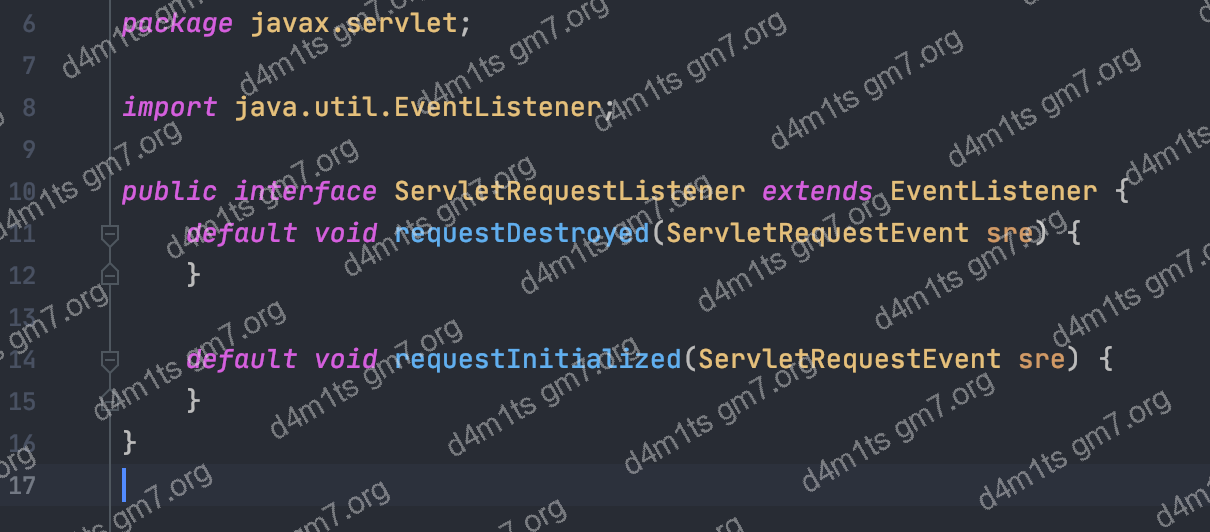 6 package javax.servlet;
7
8 import java.util.EventListener;
9
10 public interface ServletRequestListener extends EventListener {
11 default void requestDestroyed(ServletRequestEvent sre) {
12 }
13
14 default void requestInitialized(ServletRequestEvent sre) {
15 }
16 }
17
d4m1ts gm7.org